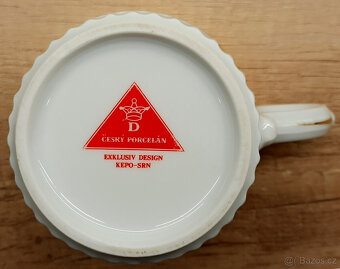 D
ČESKÝ PORCELÁN
EXKLUSIV DESIGN
KEPO-SRN
Bazos.cz